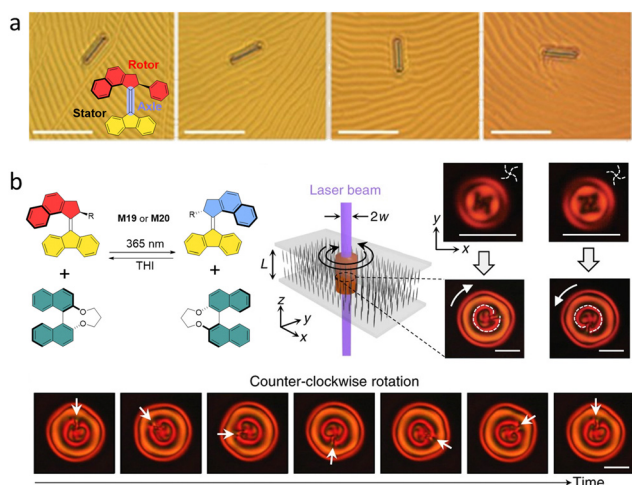 a
Rotor
Axle
Stator
b
R
M19 or M20
365 nm
THI
R
+
+
O
O
O
O
Laser beam
2w
L
z
y
x
y
x
Counter-clockwise rotation
Time